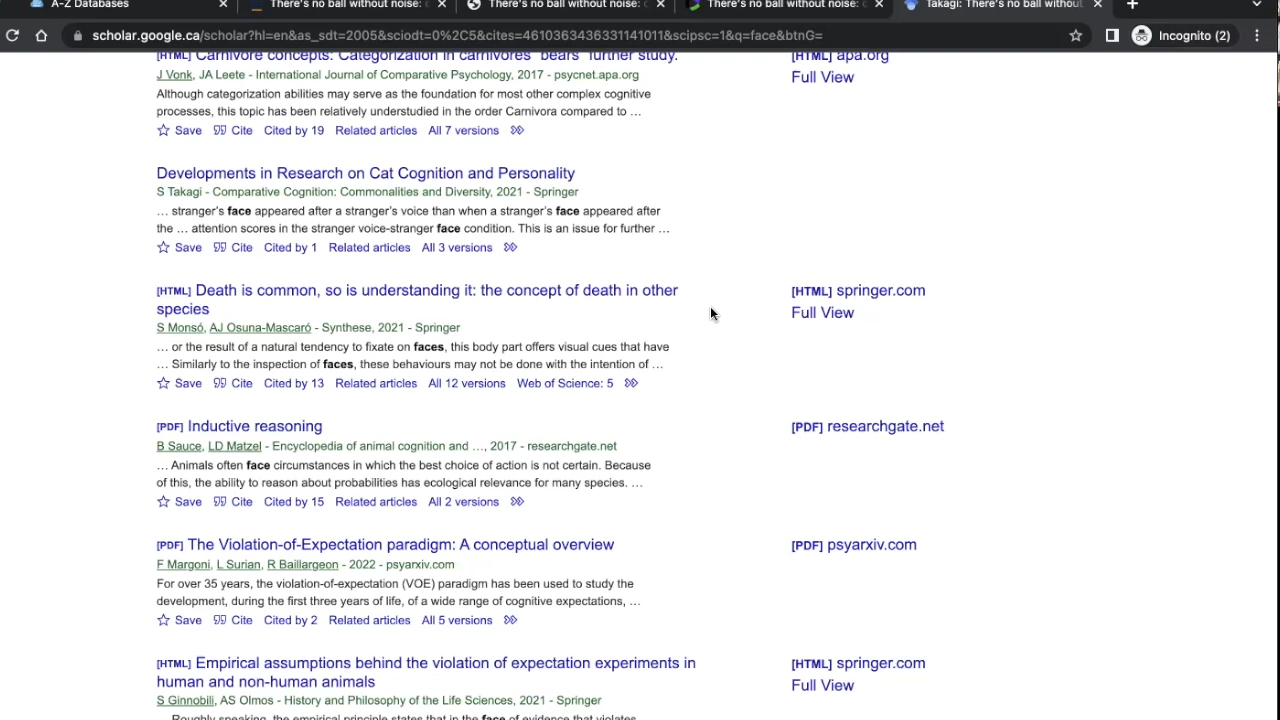 A-Z Databases
There's no ball without noise: c
There's no ball without noise: c
There's no ball without noise: c
Takagi: There's no ball without
scholar.google.ca/scholar?hl=en&as_sdt=2005&sciodt=0%2C5&cites=4610363436331141011&scipsc=1&q=face&btnG=
Incognito (2)
[HTML] Carnivore concepts: Categorization in carnivores "bears" further study.
[HTML] apa.org
J Vonk, JA Leete - International Journal of Comparative Psychology, 2017 - psycnet.apa.org
Full View
Although categorization abilities may serve as the foundation for most other complex cognitive
processes, this topic has been relatively understudied in the order Carnivora compared to …
Save Cite Cited by 19 Related articles All 7 versions
Developments in Research on Cat Cognition and Personality
S Takagi - Comparative Cognition: Commonalities and Diversity, 2021 - Springer
… stranger's face appeared after a stranger's voice than when a stranger's face appeared after
the … attention scores in the stranger voice-stranger face condition. This is an issue for further …
Save Cite Cited by 1 Related articles All 3 versions
[HTML] Death is common, so is understanding it: the concept of death in other
species
[HTML] springer.com
Full View
S Monsó, AJ Osuna-Mascaró - Synthese, 2021 - Springer
… or the result of a natural tendency to fixate on faces, this body part offers visual cues that have
… Similarly to the inspection of faces, these behaviours may not be done with the intention of …
Save Cite Cited by 13 Related articles All 12 versions Web of Science: 5
[PDF] Inductive reasoning
[PDF] researchgate.net
B Sauce, LD Matzel - Encyclopedia of animal cognition and …, 2017 - researchgate.net
… Animals often face circumstances in which the best choice of action is not certain. Because
of this, the ability to reason about probabilities has ecological relevance for many species. …
Save Cite Cited by 15 Related articles All 2 versions
[PDF] The Violation-of-Expectation paradigm: A conceptual overview
[PDF] psyarxiv.com
F Margoni, L Surian, R Baillargeon - 2022 - psyarxiv.com
For over 35 years, the violation-of-expectation (VOE) paradigm has been used to study the
development, during the first three years of life, of a wide range of cognitive expectations, …
Save Cite Cited by 2 Related articles All 5 versions
[HTML] Empirical assumptions behind the violation of expectation experiments in
human and non-human animals
[HTML] springer.com
Full View
S Ginnobili, AS Olmos - History and Philosophy of the Life Sciences, 2021 - Springer
… Roughly speaking, the empirical principle states that in the face of evidence that violates